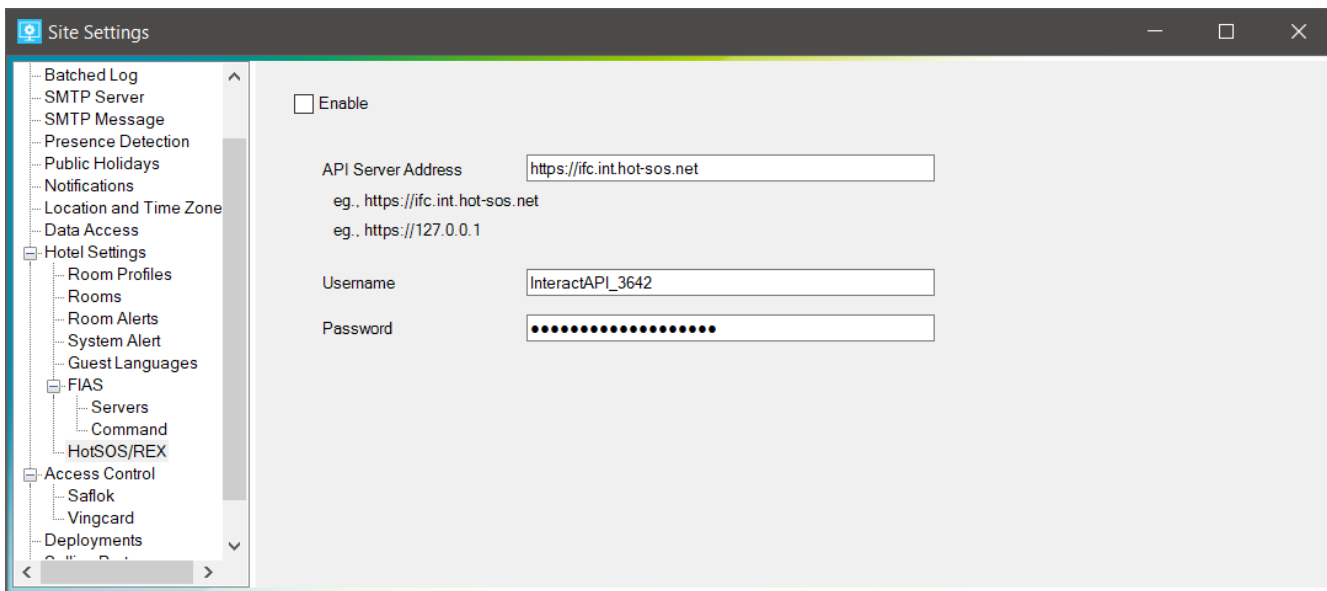 Site Settings
Batched Log
SMTP Server
SMTP Message
Presence Detection
Public Holidays
Notifications
Location and Time Zone
Data Access
Hotel Settings
Room Profiles
Rooms
Room Alerts
System Alert
Guest Languages
FIAS
Servers
Command
HotSOS/REX
Access Control
Saflok
Vingcard
Deployments
Enable
API Server Address https://ifc.int.hot-sos.net
eg., https://ifc.int.hot-sos.net
eg., https://127.0.0.1
Username InteractAPI_3642
Password ●●●●●●●●●●●●●●●●●●●